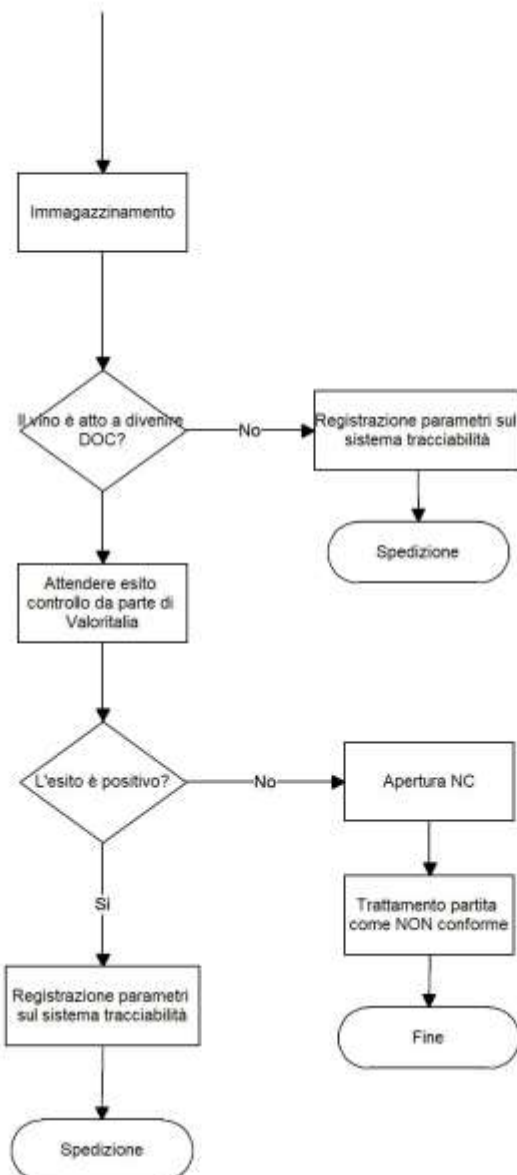 Immagazzinamento
Il vino è atto a divenire
DOC?
No
Registrazione parametri sul
sistema tracciabilità
Spedizione
Attendere esito
controllo da parte di
Valoritalia
L'esito è positivo?
No
Apertura NC
Trattamento partita
come NON conforme
Fine
Si
Registrazione parametri
sul sistema tracciabilità
Spedizione